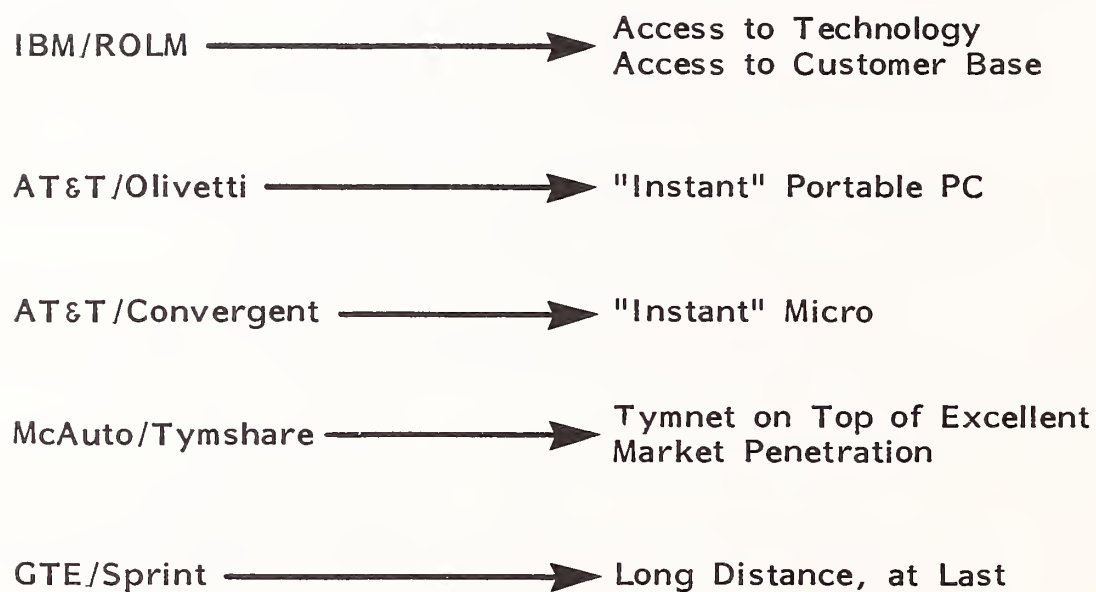 IBM/ROLM
Access to Technology
Access to Customer Base
AT&T/Olivetti
"Instant" Portable PC
AT&T/Convergent
"Instant" Micro
McAuto/Tymshare
Tymnet on Top of Excellent
Market Penetration
GTE/Sprint
Long Distance, at Last